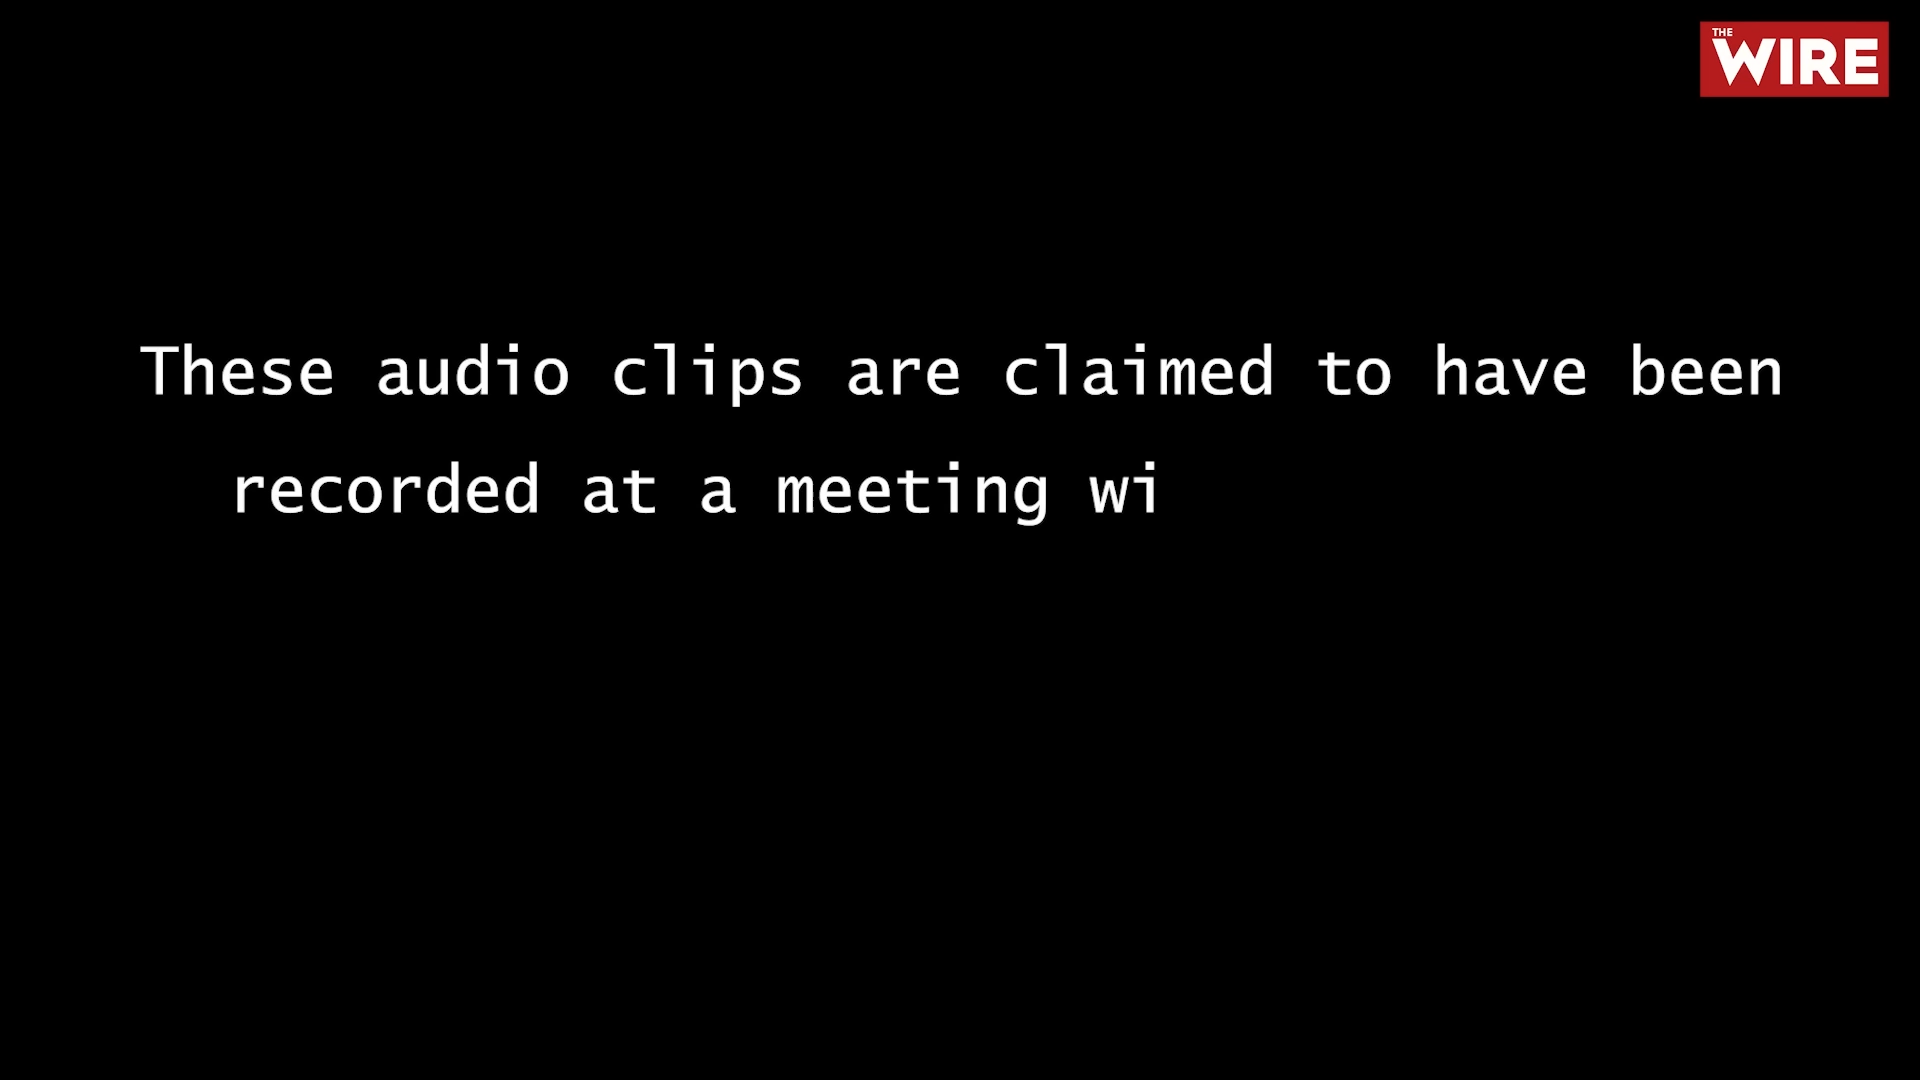 THE
WIRE
These audio clips are claimed to have been
recorded at a meeting wi